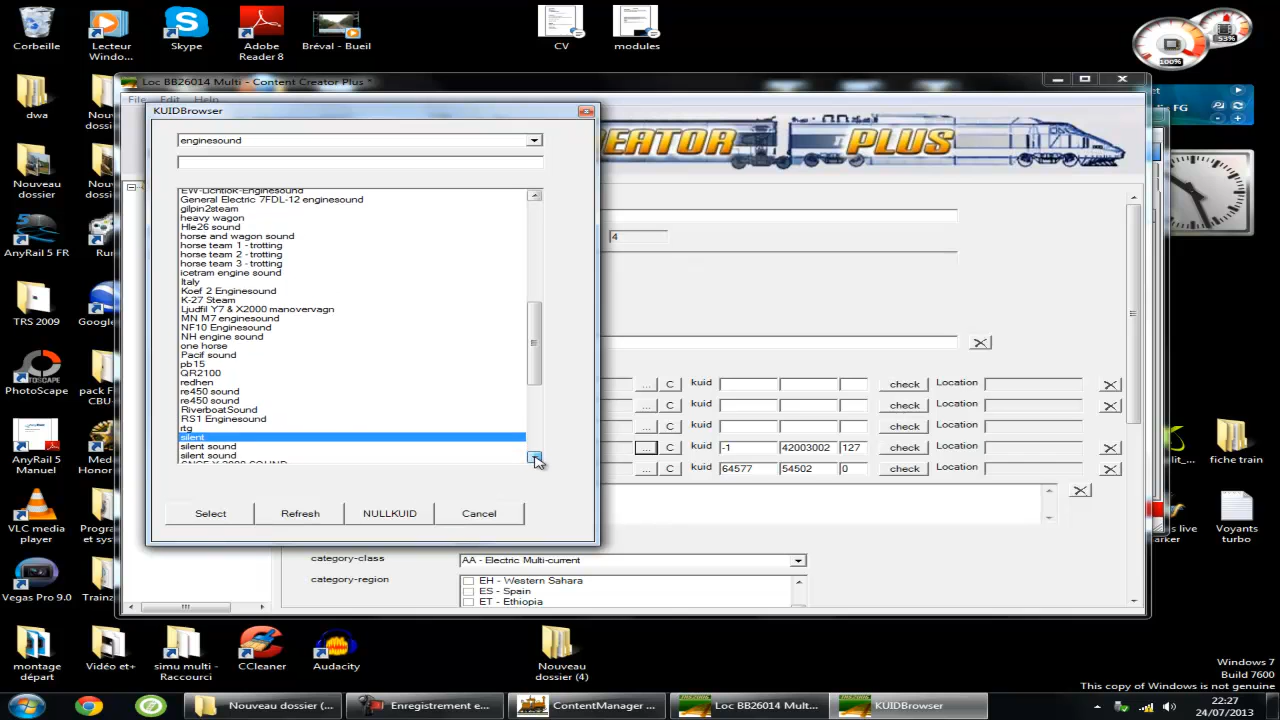 Corbeille
Lecteur
Windo...
Skype
Adobe
Reader 8
Bréval - Bueil
CV
modules
53%
100%
dwa
Nouveau
dossier
AnyRail 5 FR
TRS 2009
Google
PhotoScape
pack F
CBU-
AnyRail 5
Manuel
Medi
Honor
VLC media
player
Progra
et syst
Vegas Pro 9.0
Trainz
montage
départ
Vidéo et+
simu multi -
Raccourci
CCleaner
Audacity
Nouveau
dossier (4)
fiche train
Voyants
turbo
Loc BB26014 Multi - Content Creator Plus *
File Edit Help
EATOR PLUS
FG
KUIDBrowser
enginesound
EW-Lichtlok-Enginesound
General Electric 7FDL-12 enginesound
gilpin2steam
heavy wagon
Hle26 sound
horse and wagon sound
horse team 1 - trotting
horse team 2 - trotting
horse team 3 - trotting
icetram engine sound
Italy
Koef 2 Enginesound
K-27 Steam
Ljudfil Y7 & X2000 manovervagn
MN M7 enginesound
NF10 Enginesound
NH engine sound
one horse
Pacif sound
pb15
QR2100
redhen
re450 sound
re450 sound
RiverboatSound
RS1 Enginesound
rtg
silent
silent sound
silent sound
SNCF X 2800 SOUND
Select Refresh NULLKUID Cancel
4
... C kuid check Location
... C kuid check Location
... C kuid check Location
... C kuid -1 42003002 127 check Location
... C kuid 64577 54502 0 check Location
category-class AA - Electric Multi-current
category-region EH - Western Sahara
ES - Spain
ET - Ethiopia
Windows 7
Build 7600
This copy of Windows is not genuine
Nouveau dossier (...
Enregistrement e...
ContentManager ...
Loc BB26014 Mult...
KUIDBrowser
22:27
24/07/2013